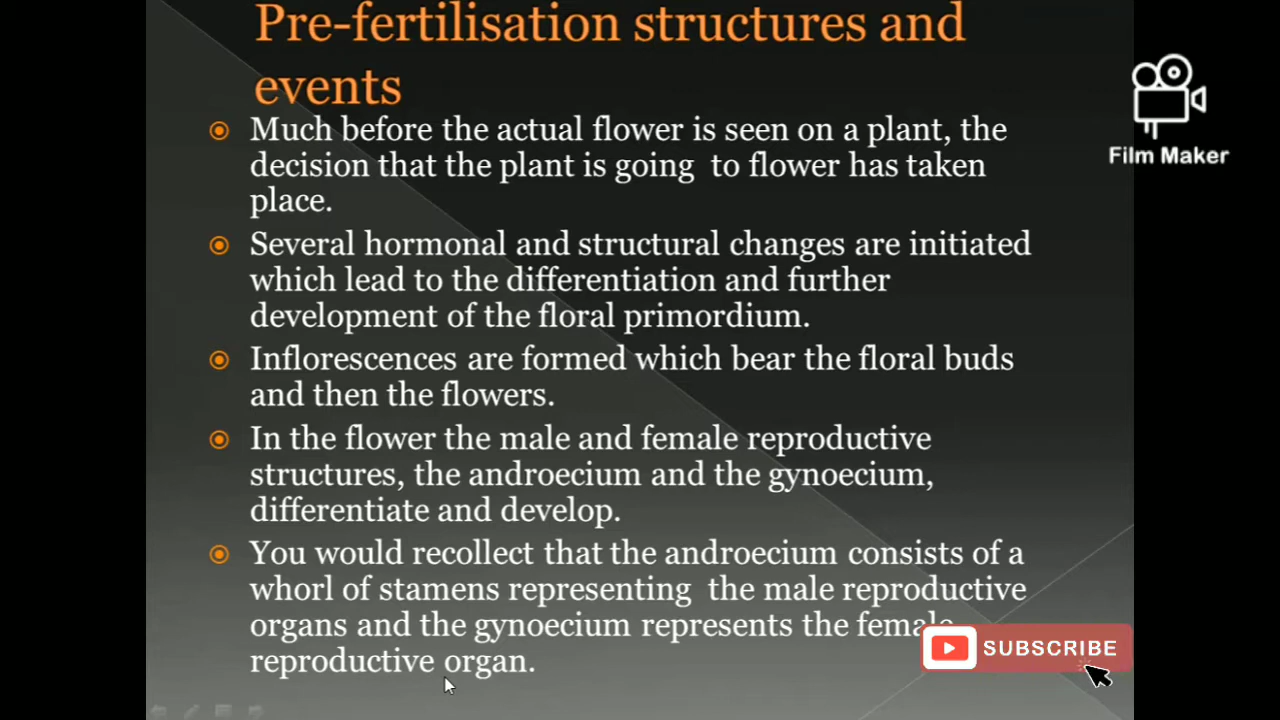 Pre-fertilisation structures and
events
Much before the actual flower is seen on a plant, the
decision that the plant is going to flower has taken
place.
Several hormonal and structural changes are initiated
which lead to the differentiation and further
development of the floral primordium.
Inflorescences are formed which bear the floral buds
and then the flowers.
In the flower the male and female reproductive
structures, the androecium and the gynoecium,
differentiate and develop.
You would recollect that the androecium consists of a
whorl of stamens representing the male reproductive
organs and the gynoecium represents the female
reproductive organ.
Film Maker
SUBSCRIBE